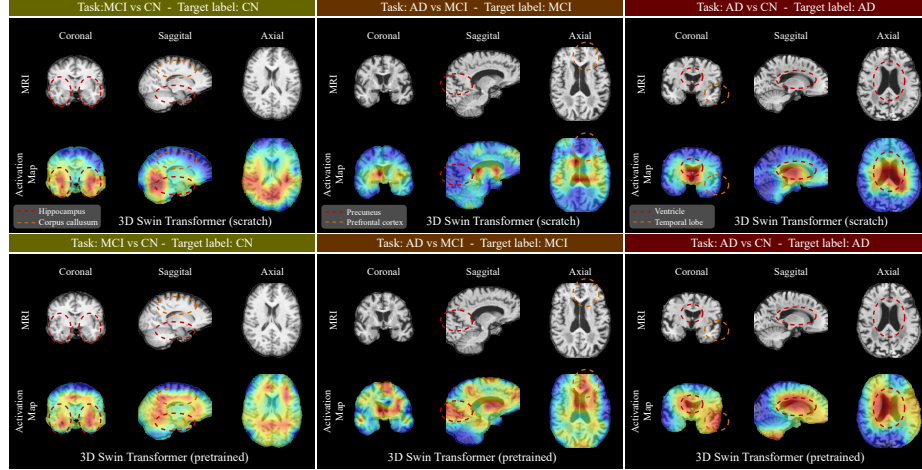 Task:MCI vs CN - Target label: CN
Task: AD vs MCI - Target label: MCI
Task: AD vs CN - Target label: AD
Coronal Saggital Axial
Coronal Saggital Axial
Coronal Saggital Axial
MRI
MRI
MRI
Activation
Map
Activation
Map
Activation
Map
Hippocampus
Corpus callusum
Precuneus
Prefrontal cortex
Ventricle
Temporal lobe
3D Swin Transformer (scratch)
3D Swin Transformer (scratch)
3D Swin Transformer (scratch)
Task: MCI vs CN - Target label: CN
Task: AD vs MCI - Target label: MCI
Task: AD vs CN - Target label: AD
Coronal Saggital Axial
Coronal Saggital Axial
Coronal Saggital Axial
MRI
MRI
MRI
Activation
Map
Activation
Map
Activation
Map
3D Swin Transformer (pretrained)
3D Swin Transformer (pretrained)
3D Swin Transformer (pretrained)